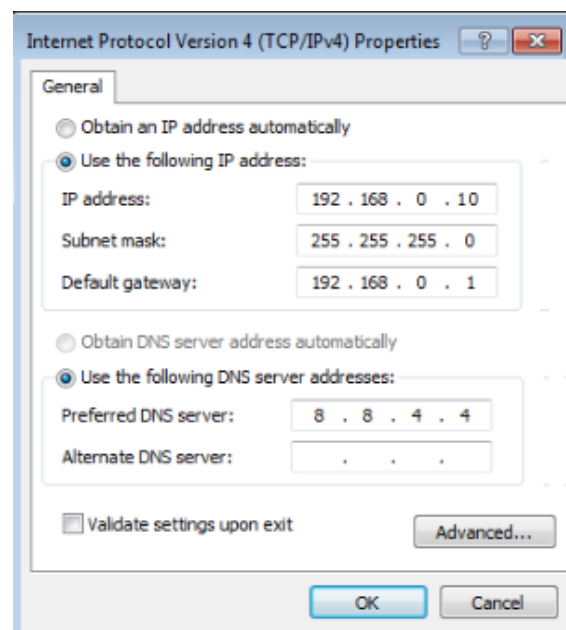 Internet Protocol Version 4 (TCP/IPv4) Properties
General
Obtain an IP address automatically
Use the following IP address:
IP address: 192 . 168 . 0 . 10
Subnet mask: 255 . 255 . 255 . 0
Default gateway: 192 . 168 . 0 . 1
Obtain DNS server address automatically
Use the following DNS server addresses:
Preferred DNS server: 8 . 8 . 4 . 4
Alternate DNS server: . . .
Validate settings upon exit
Advanced...
OK Cancel